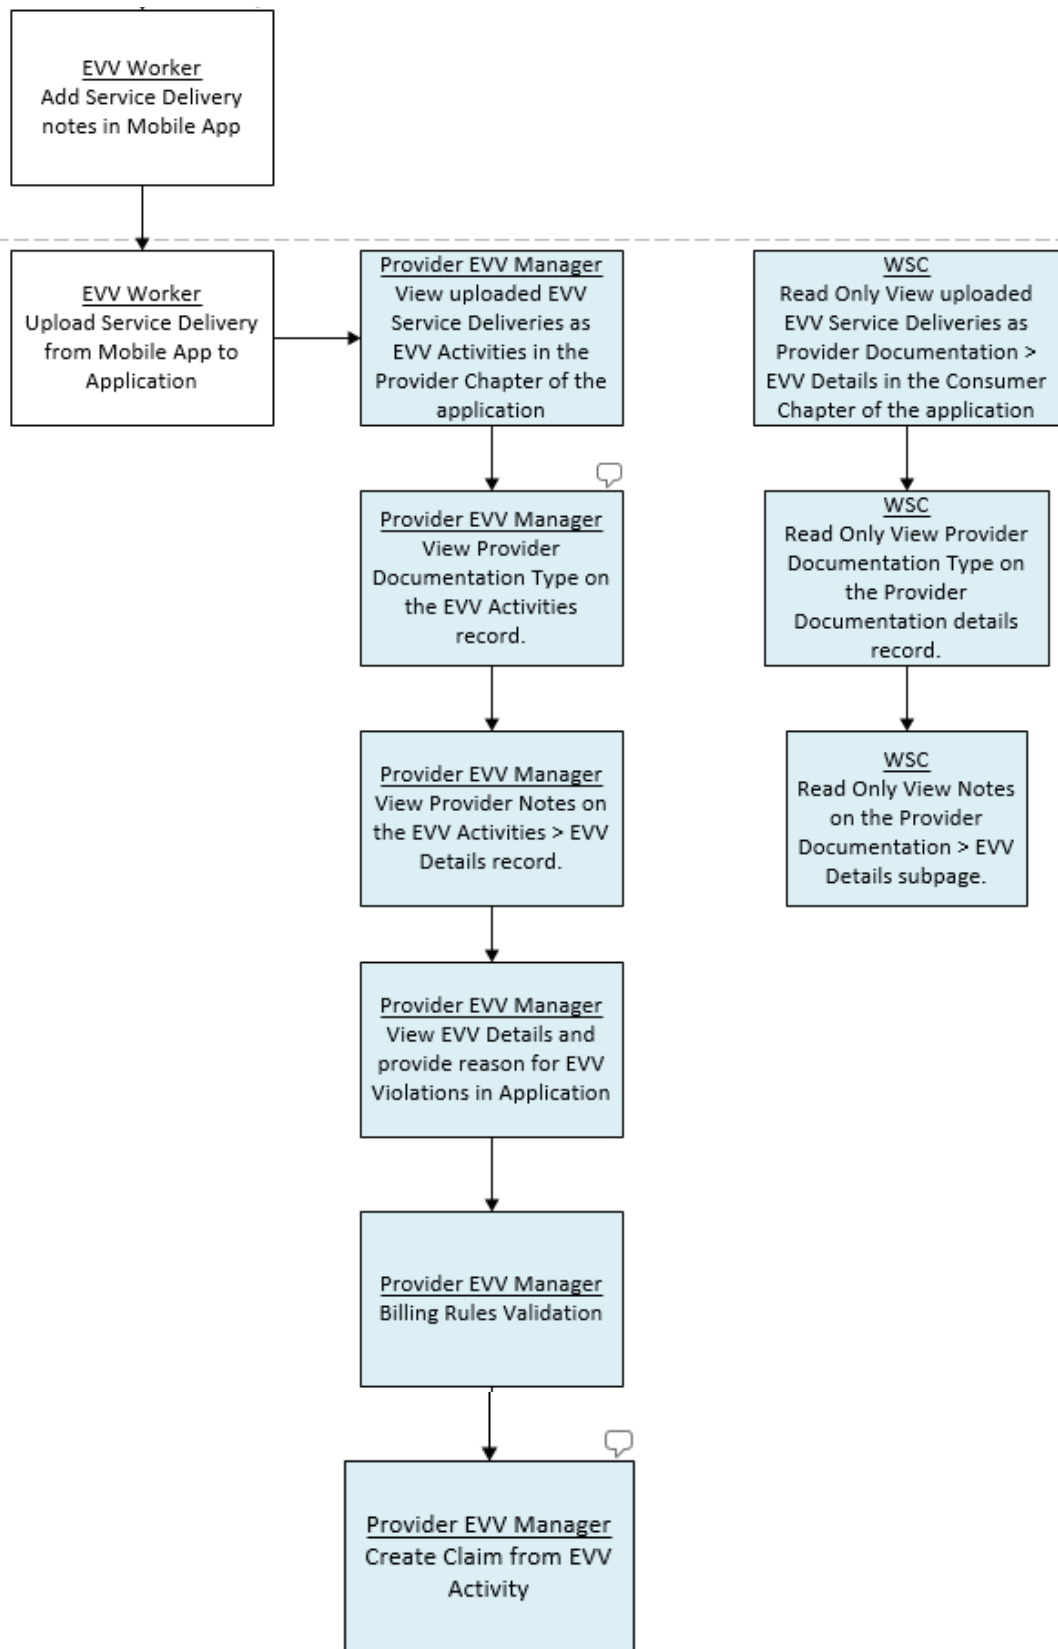 EVV Worker
Add Service Delivery
notes in Mobile App
EVV Worker
Upload Service Delivery
from Mobile App to
Application
Provider EVV Manager
View uploaded EVV
Service Deliveries as
EVV Activities in the
Provider Chapter of the
application
WSC
Read Only View uploaded
EVV Service Deliveries as
Provider Documentation >
EVV Details in the Consumer
Chapter of the application
Provider EVV Manager
View Provider
Documentation Type on
the EVV Activities
record.
WSC
Read Only View Provider
Documentation Type on
the Provider
Documentation details
record.
Provider EVV Manager
View Provider Notes on
the EVV Activities > EVV
Details record.
WSC
Read Only View Notes
on the Provider
Documentation > EVV
Details subpage.
Provider EVV Manager
View EVV Details and
provide reason for EVV
Violations in Application
Provider EVV Manager
Billing Rules Validation
Provider EVV Manager
Create Claim from EVV
Activity